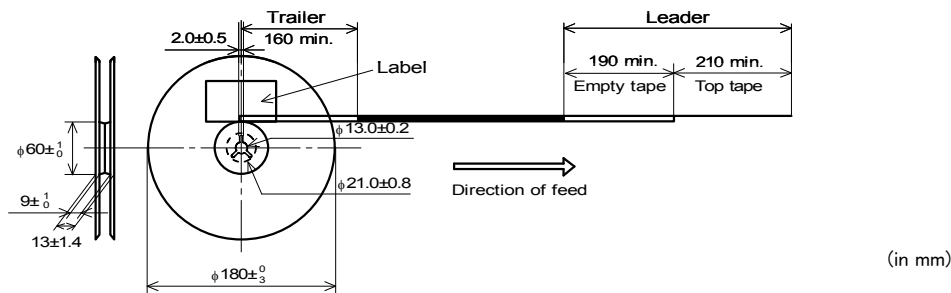 Trailer
Leader
2.0±0.5
160 min.
190 min.
210 min.
Label
Empty tape
Top tape
ϕ13.0±0.2
ϕ60±¹₀
ϕ21.0±0.8
Direction of feed
9±¹₀
13±1.4
ϕ180±⁰₃
(in mm)